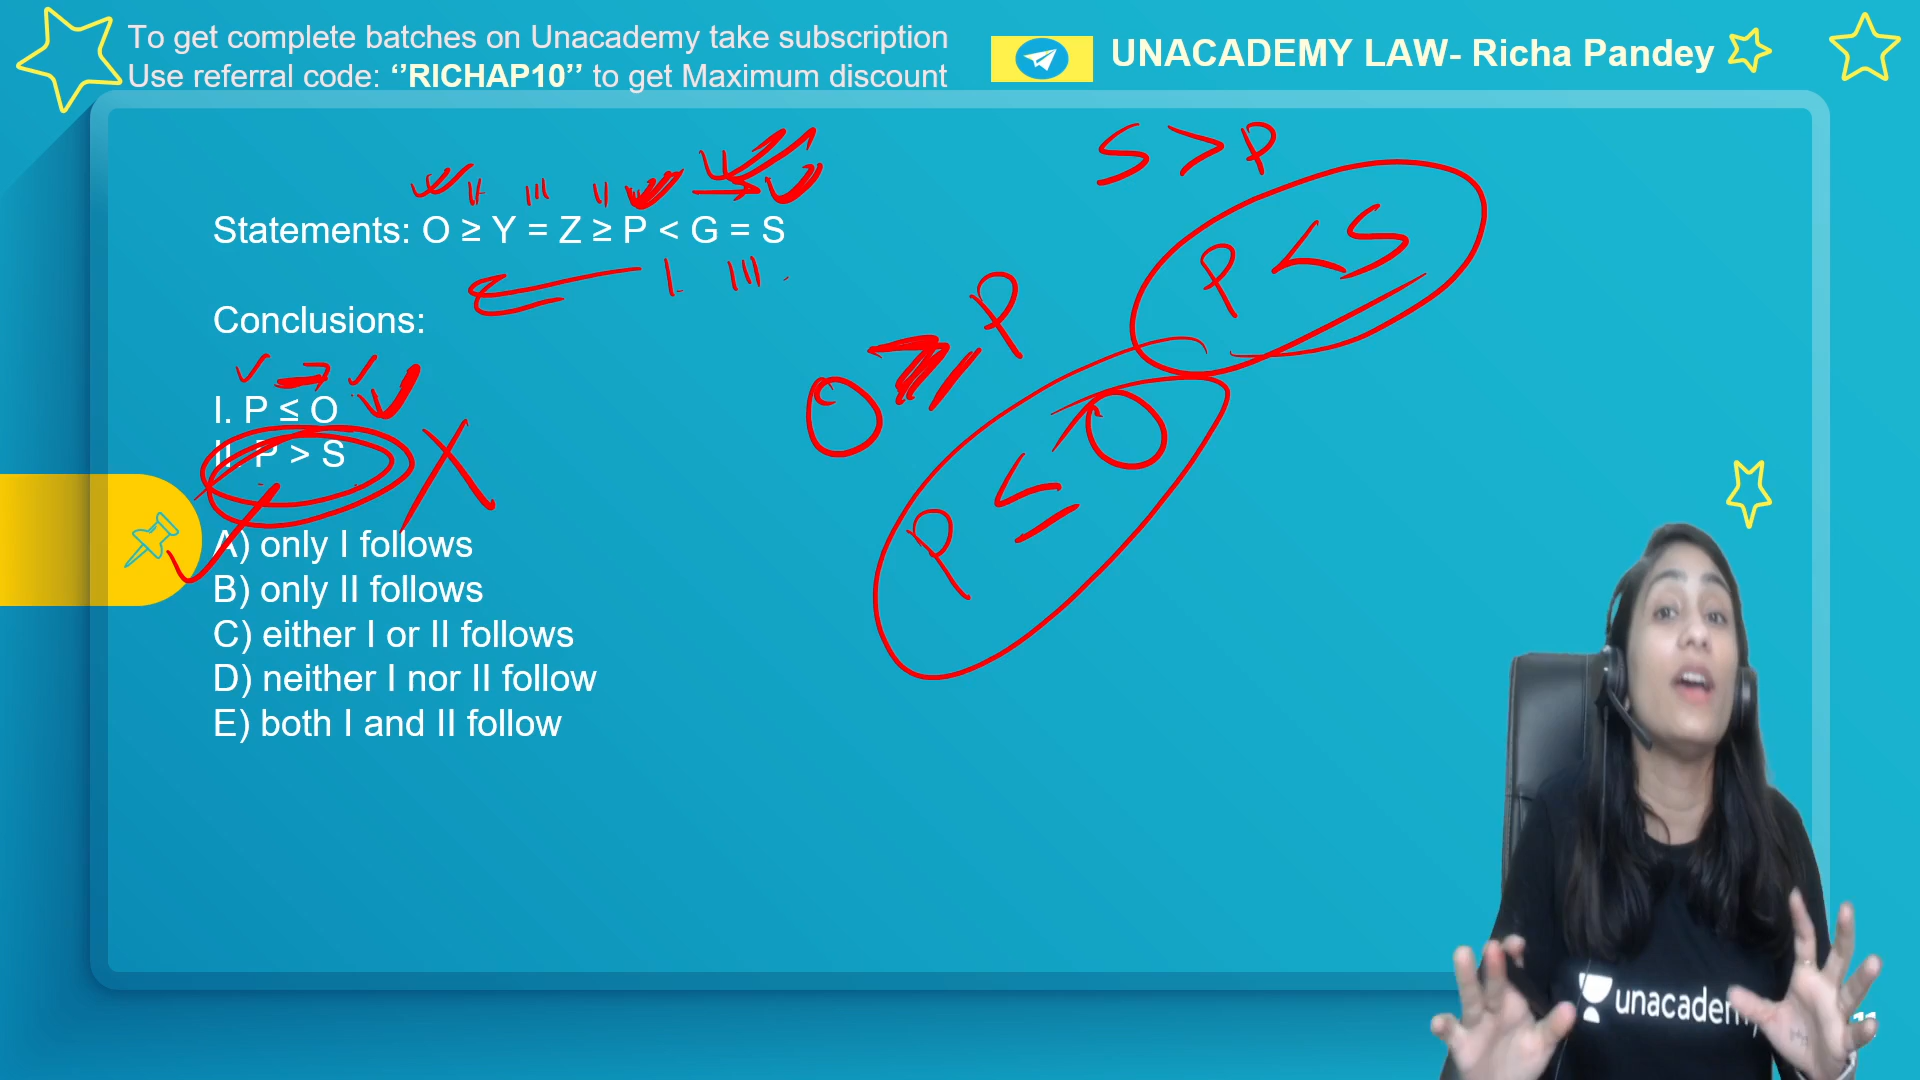 To get complete batches on Unacademy take subscription
Use referral code: ‘’RICHAP10’’ to get Maximum discount
UNACADEMY LAW- Richa Pandey
S > P
Statements: O ≥ Y = Z ≥ P < G = S
P < S
O ≥ P
Conclusions:
I. P ≤ O
II. P > S
P ≤ O
A) only I follows
B) only II follows
C) either I or II follows
D) neither I nor II follow
E) both I and II follow
unacademy
11